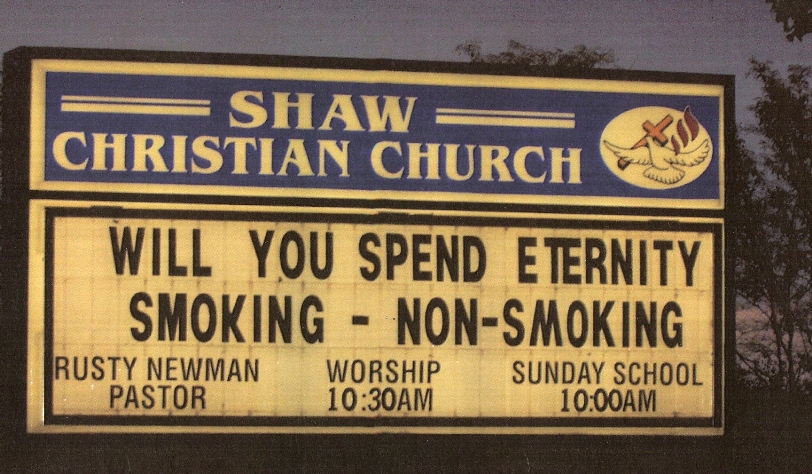 SHAW
CHRISTIAN CHURCH
WILL YOU SPEND ETERNITY
SMOKING - NON-SMOKING
RUSTY NEWMAN WORSHIP SUNDAY SCHOOL
PASTOR 10:30AM 10:00AM